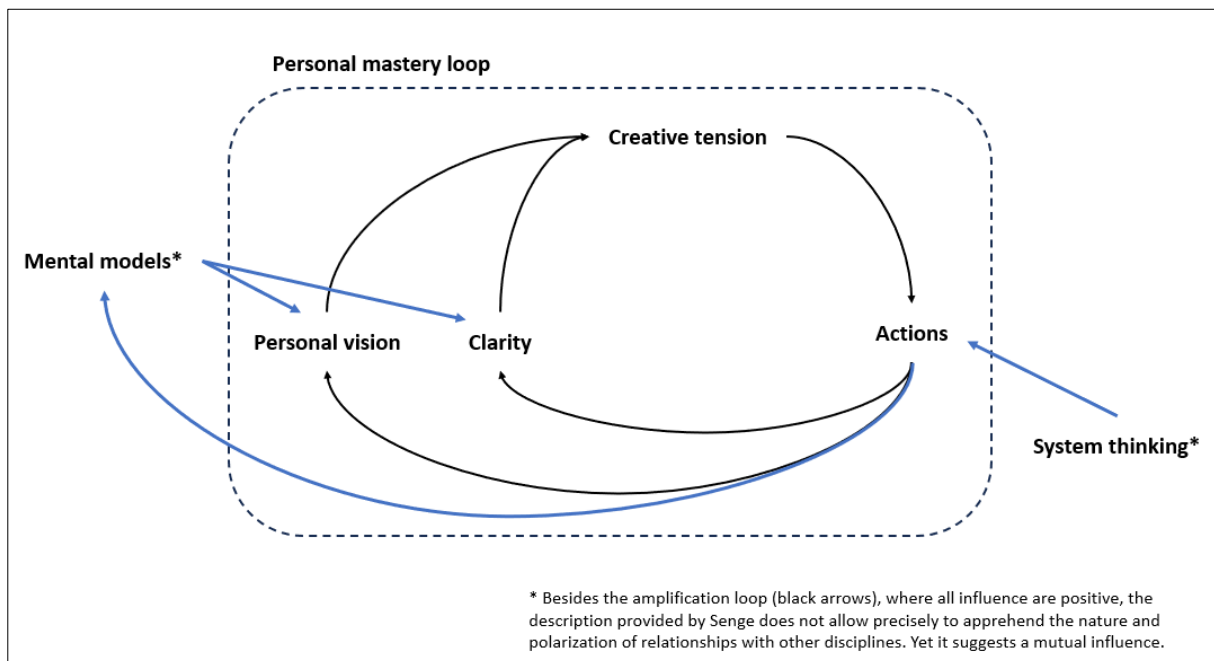 Personal mastery loop
Creative tension
Mental models*
Personal vision
Clarity
Actions
System thinking*
* Besides the amplification loop (black arrows), where all influence are positive, the
description provided by Senge does not allow precisely to apprehend the nature and
polarization of relationships with other disciplines. Yet it suggests a mutual influence.